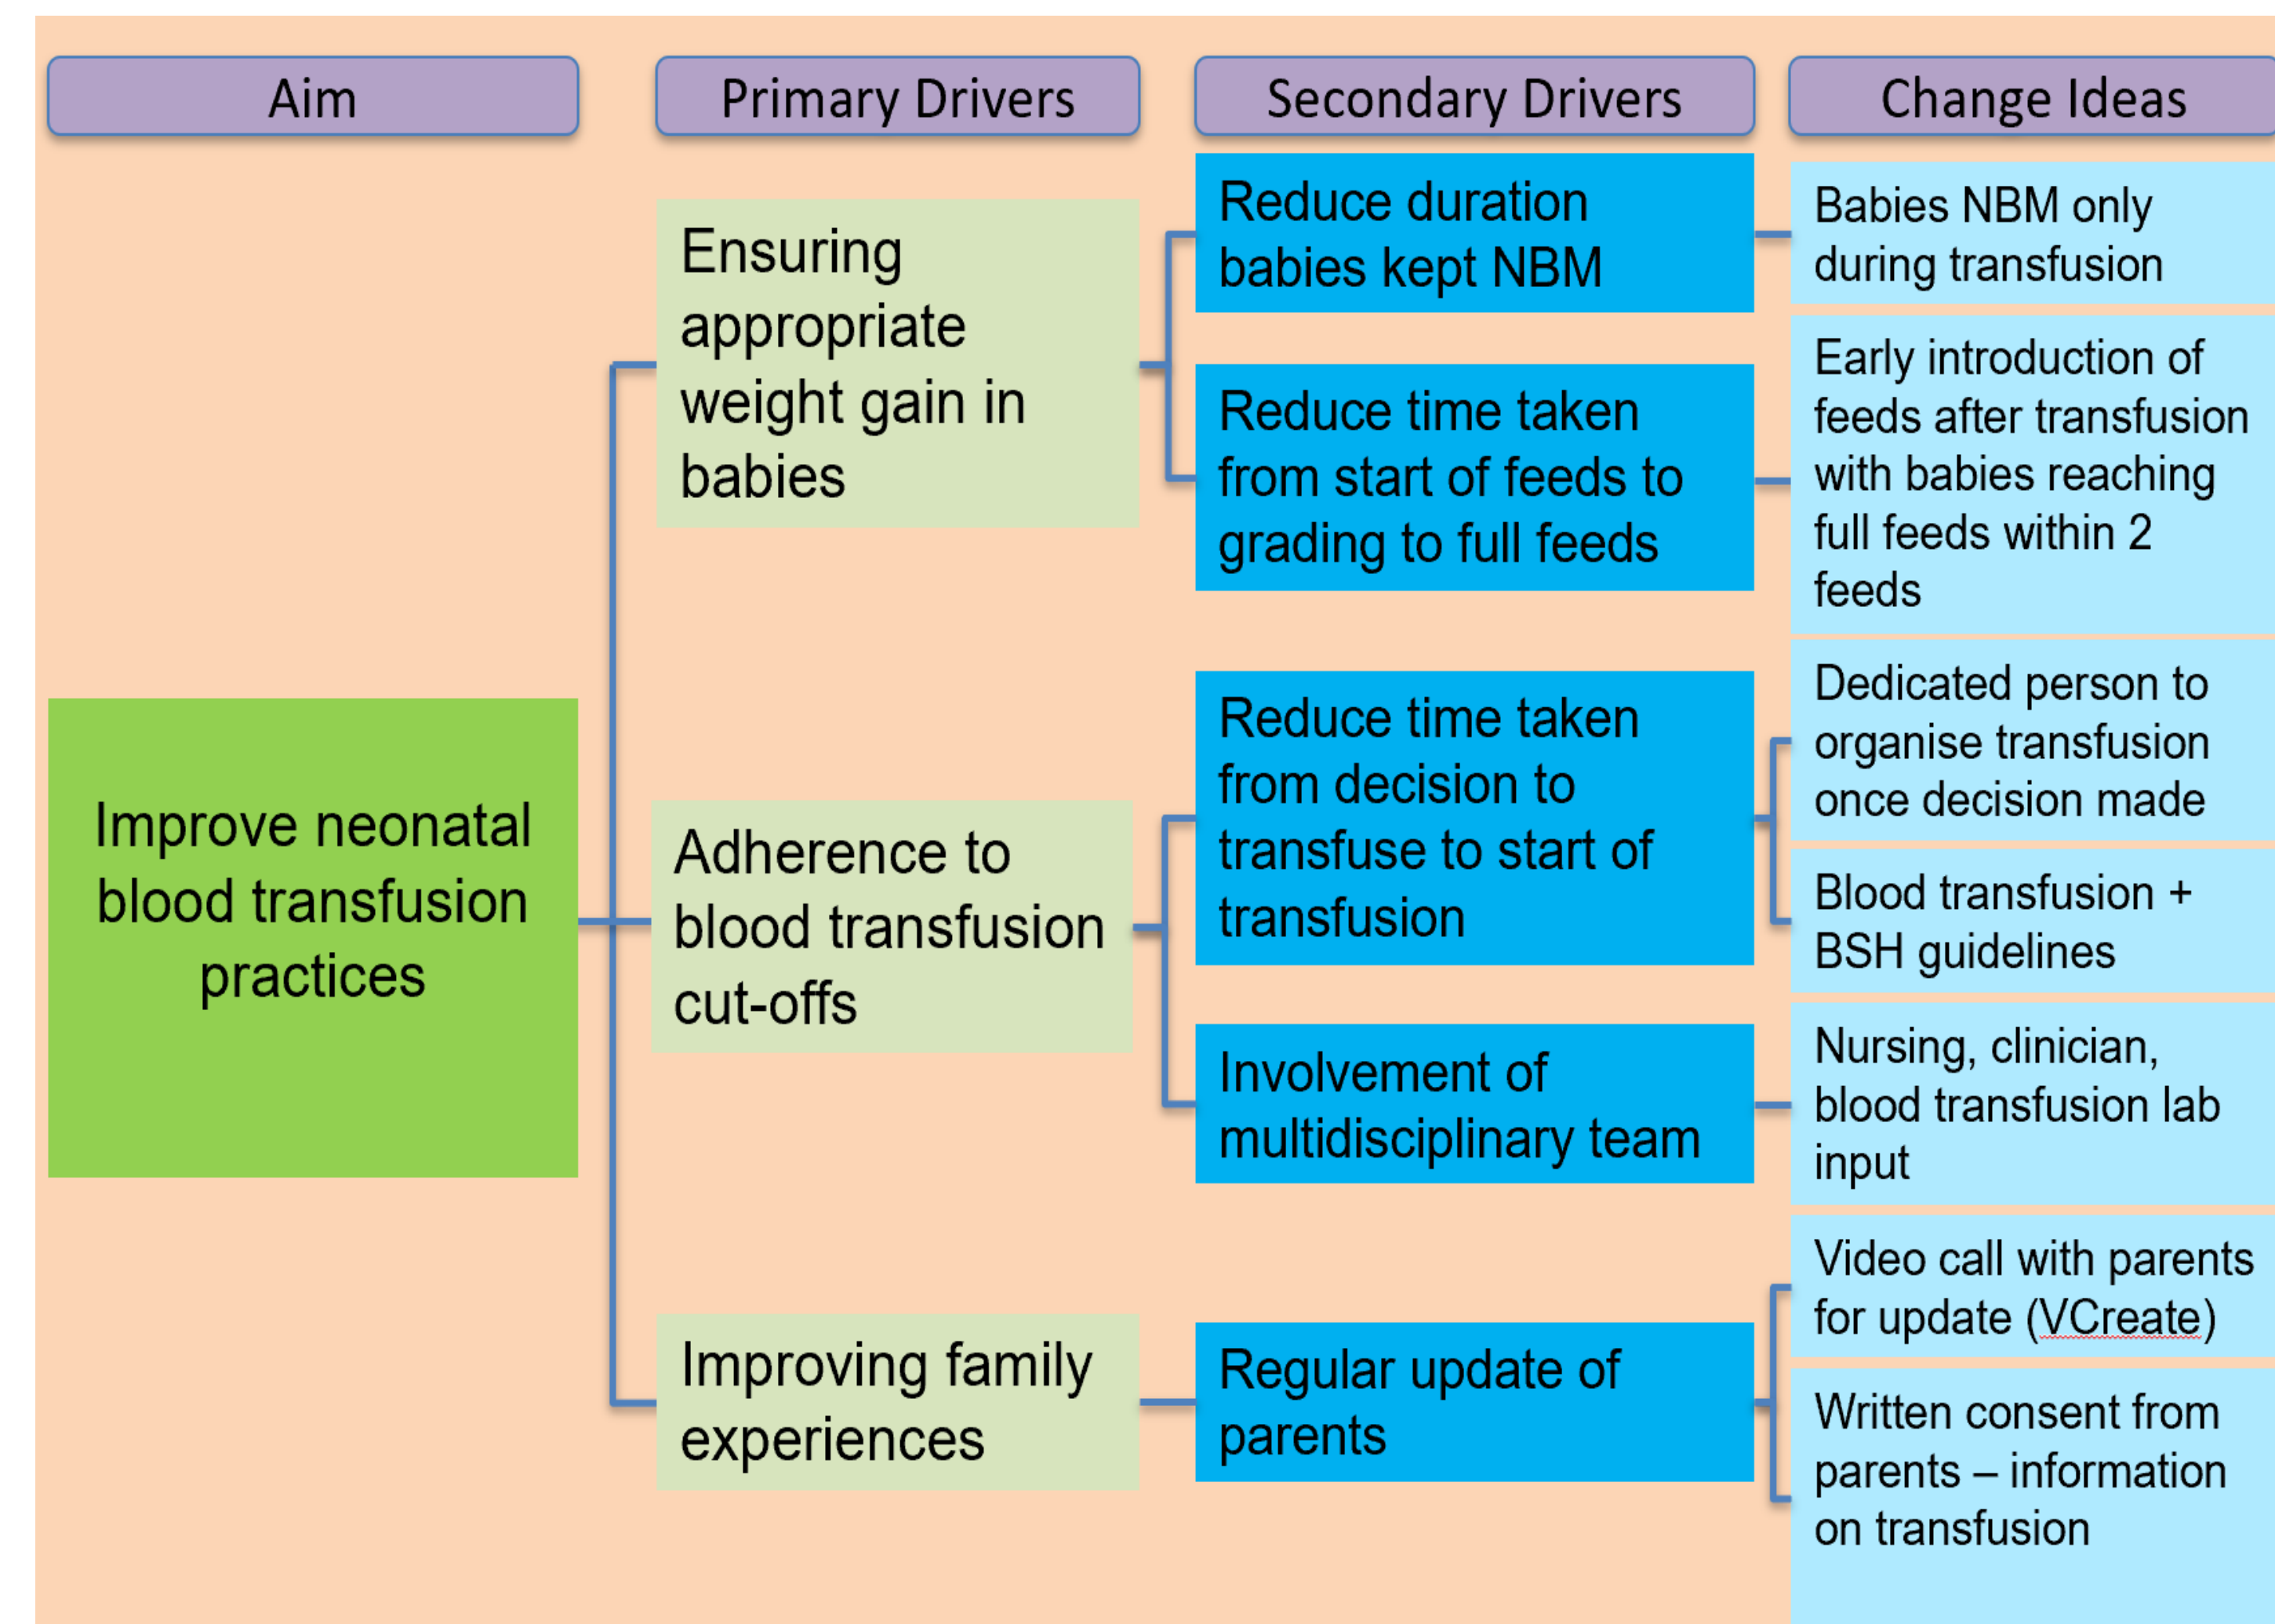 Aim
Primary Drivers
Secondary Drivers
Change Ideas
Improve neonatal
blood transfusion
practices
Ensuring
appropriate
weight gain in
babies
Adherence to
blood transfusion
cut-offs
Improving family
experiences
Reduce duration
babies kept NBM
Reduce time taken
from start of feeds to
grading to full feeds
Reduce time taken
from decision to
transfuse to start of
transfusion
Involvement of
multidisciplinary team
Regular update of
parents
Babies NBM only
during transfusion
Early introduction of
feeds after transfusion
with babies reaching
full feeds within 2
feeds
Dedicated person to
organise transfusion
once decision made
Blood transfusion +
BSH guidelines
Nursing, clinician,
blood transfusion lab
input
Video call with parents
for update (VCreate)
Written consent from
parents – information
on transfusion